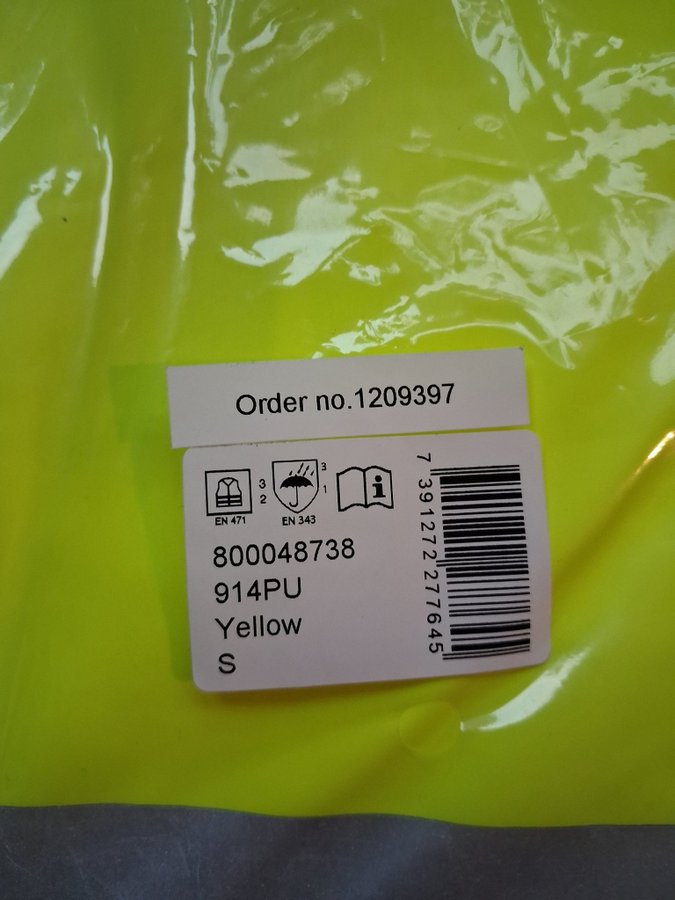 Order no.1209397
3
2
EN 471
3
1
EN 343
i
800048738
914PU
Yellow
S
7 391272 277645